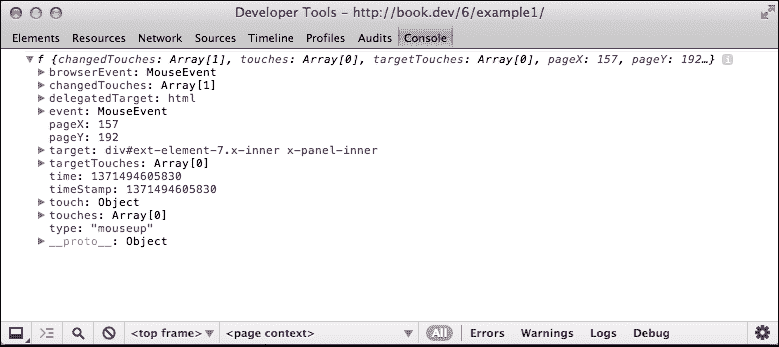 Developer Tools - http://book.dev/6/example1/
Elements Resources Network Sources Timeline Profiles Audits Console
▼ f {changedTouches: Array[1], touches: Array[0], targetTouches: Array[0], pageX: 157, pageY: 192…} i
▶ browserEvent: MouseEvent
▶ changedTouches: Array[1]
▶ delegatedTarget: html
▶ event: MouseEvent
pageX: 157
pageY: 192
▶ target: div#ext-element-7.x-inner x-panel-inner
▶ targetTouches: Array[0]
time: 1371494605830
timeStamp: 1371494605830
▶ touch: Object
▶ touches: Array[0]
type: "mouseup"
▶ __proto__: Object
<top frame> ▼ <page context> ▼ All Errors Warnings Logs Debug